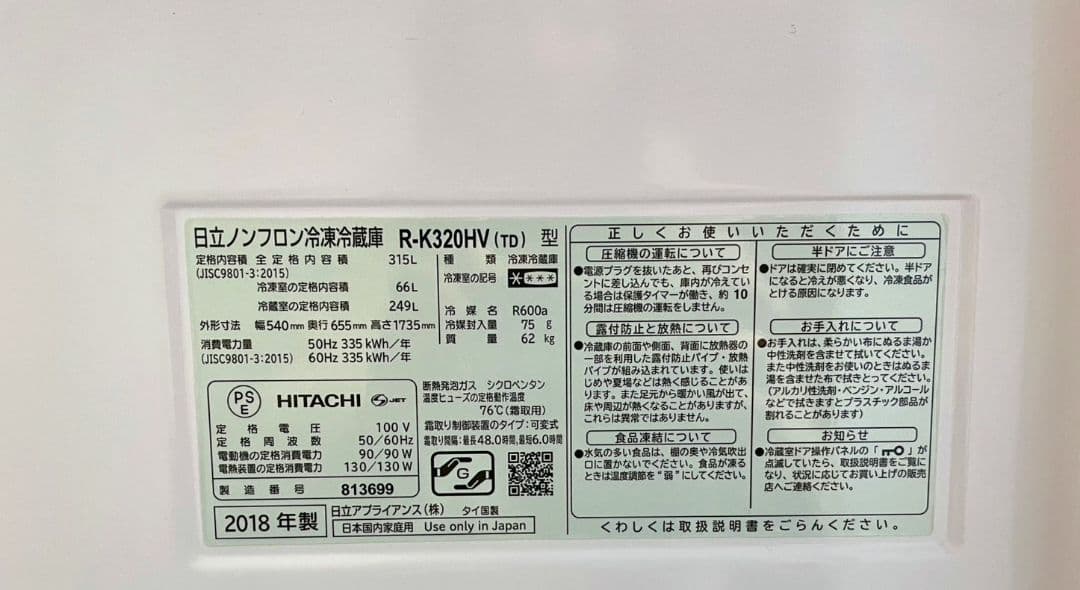 日立ノンフロン冷凍冷蔵庫 R-K320HV(TD) 型
定格内容積 全定格内容積 315L
(JISC9801-3:2015)
冷凍室の定格内容積 66L
冷蔵室の定格内容積 249L
外形寸法 幅540mm 奥行655mm 高さ1735mm
消費電力量 50Hz 335 kWh/年
(JISC9801-3:2015) 60Hz 335 kWh/年
種類 冷凍冷蔵庫
冷凍室の記号 ****
冷媒名 R600a
冷媒封入量 75 g
質量 62 kg
PSE HITACHI JET
定格電圧 100 V
定格周波数 50/60Hz
電動機の定格消費電力 90/90 W
電熱装置の定格消費電力 130/130 W
製造番号 813699
断熱発泡ガス シクロペンタン
温度ヒューズの定格動作温度
76℃(霜取用)
霜取り制御装置のタイプ:可変式
霜取り間隔:最長48.0時間,最短6.0時間
G
2018 年製
日立アプライアンス(株) タイ国製
日本国内家庭用 Use only in Japan
正しくお使いいただくために
圧縮機の運転について
●電源プラグを抜いたあと、再びコンセ
ントに差し込んでも、庫内が冷えてい
る場合は保護タイマーが働き、約 10
分間は圧縮機の運転をしません。
露付防止と放熱について
●冷蔵庫の前面や側面、背面に放熱器の
一部を利用した露付防止パイプ・放熱
パイプが組み込まれています。使いは
じめや夏場などは熱く感じることがあ
ります。また足元から暖かい風が出て、
床や周辺が熱くなることがありますが、
これらは異常ではありません。
食品凍結について
●水気の多い食品は、棚の奥や冷気吹出
口に置かないでください。食品が凍る
ときは温度調節を“弱”にしてください。
半ドアにご注意
●ドアは確実に閉めてください。半ドア
になると冷えが悪くなり、冷凍食品が
とける原因になります。
お手入れについて
●お手入れは、柔らかい布にぬるま湯か
中性洗剤を含ませて拭いてください。
また中性洗剤をお使いのときはぬるま
湯を含ませた布で拭きとってください。
(アルカリ性洗剤・ベンジン・アルコール
などで拭きますとプラスチック部品が
割れることがあります)
お知らせ
●冷蔵室ドア操作パネルの「 」が
点滅していたら、取扱説明書をご覧に
なり、状況に応じてお買い上げの販売
店へご連絡ください。
くわしくは取扱説明書をごらんください。